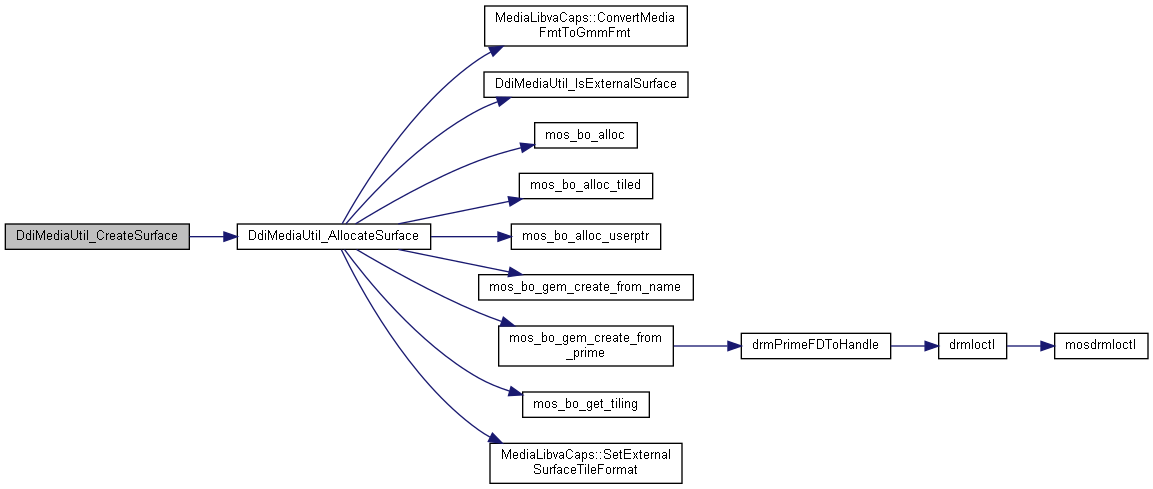 MediaLibvaCaps::ConvertMedia
FmtToGmmFmt
DdiMediaUtil_IsExternalSurface
mos_bo_alloc
mos_bo_alloc_tiled
DdiMediaUtil_CreateSurface
DdiMediaUtil_AllocateSurface
mos_bo_alloc_userptr
mos_bo_gem_create_from_name
mos_bo_gem_create_from
_prime
drmPrimeFDToHandle
drmIoctl
mosdrmIoctl
mos_bo_get_tiling
MediaLibvaCaps::SetExternal
SurfaceTileFormat